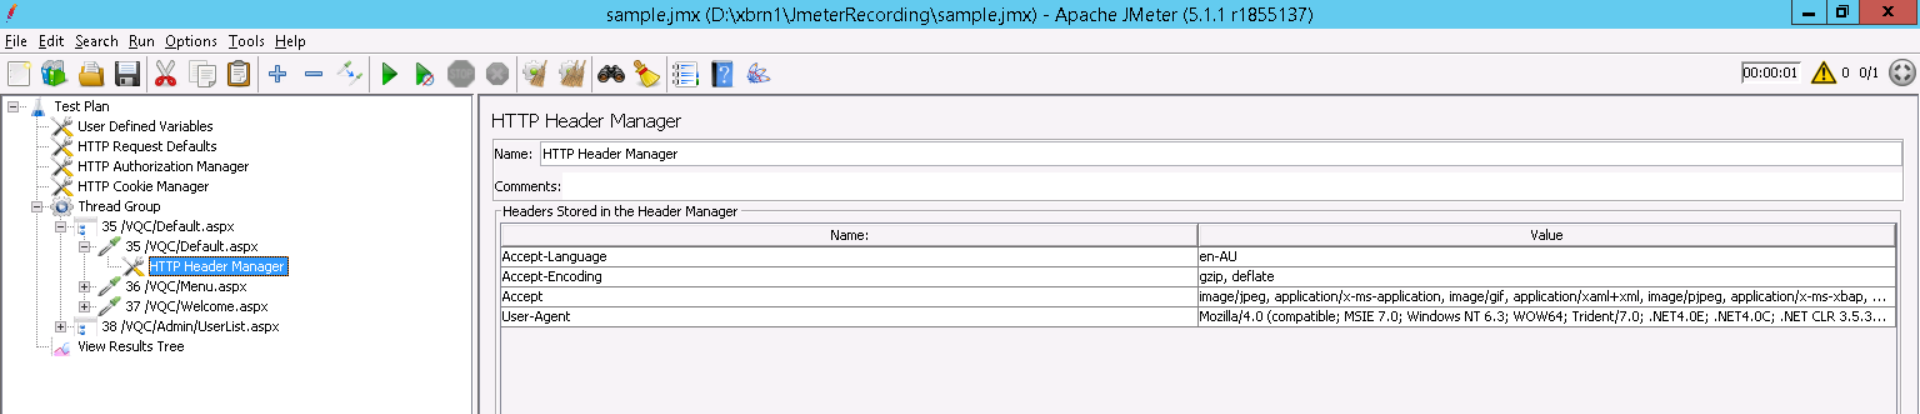 sample.jmx (D:\xbrn1\JmeterRecording\sample.jmx) - Apache JMeter (5.1.1 r1855137)
File Edit Search Run Options Tools Help
STOP
00:00:01 0 0/1
Test Plan
User Defined Variables
HTTP Request Defaults
HTTP Authorization Manager
HTTP Cookie Manager
Thread Group
35 /VQC/Default.aspx
35 /VQC/Default.aspx
HTTP Header Manager
36 /VQC/Menu.aspx
37 /VQC/Welcome.aspx
38 /VQC/Admin/UserList.aspx
View Results Tree
HTTP Header Manager
Name: HTTP Header Manager
Comments:
Headers Stored in the Header Manager
Name: Value
Accept-Language en-AU
Accept-Encoding gzip, deflate
Accept image/jpeg, application/x-ms-application, image/gif, application/xaml+xml, image/pjpeg, application/x-ms-xbap, ...
User-Agent Mozilla/4.0 (compatible; MSIE 7.0; Windows NT 6.3; WOW64; Trident/7.0; .NET4.0E; .NET4.0C; .NET CLR 3.5.3...